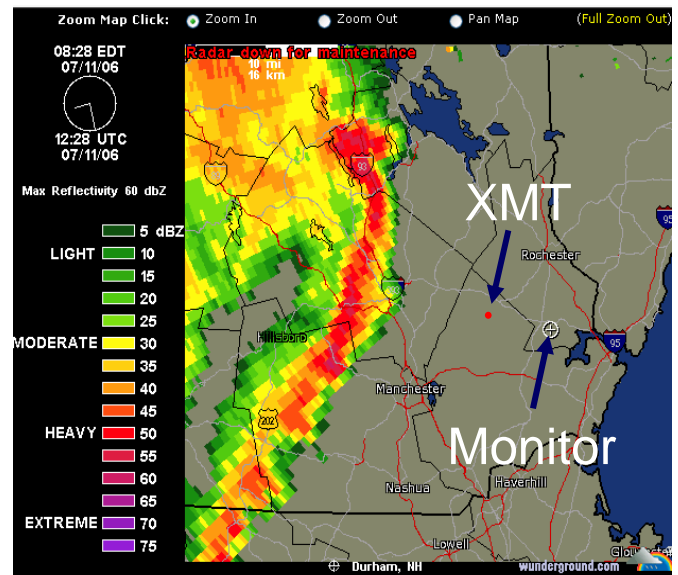 Zoom Map Click: Zoom In Zoom Out Pan Map (Full Zoom Out)
08:28 EDT
07/11/06
12:28 UTC
07/11/06
Max Reflectivity 60 dbZ
5 dBZ
LIGHT 10
15
20
25
MODERATE 30
35
40
45
HEAVY 50
55
60
65
EXTREME 70
75
Radar down for maintenance
10 mi
16 km
93
XMT
Rochester
95
Hillsboro
95
Manchester
202
Monitor
Nashua
Haverhill
Lowell
Durham, NH
wunderground.com